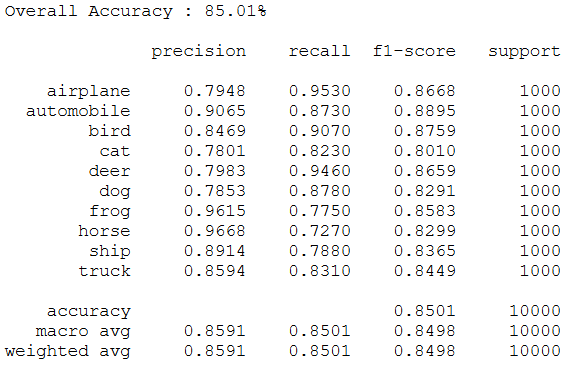 Overall Accuracy : 85.01%
precision recall f1-score support
airplane 0.7948 0.9530 0.8668 1000
automobile 0.9065 0.8730 0.8895 1000
bird 0.8469 0.9070 0.8759 1000
cat 0.7801 0.8230 0.8010 1000
deer 0.7983 0.9460 0.8659 1000
dog 0.7853 0.8780 0.8291 1000
frog 0.9615 0.7750 0.8583 1000
horse 0.9668 0.7270 0.8299 1000
ship 0.8914 0.7880 0.8365 1000
truck 0.8594 0.8310 0.8449 1000
accuracy 0.8501 10000
macro avg 0.8591 0.8501 0.8498 10000
weighted avg 0.8591 0.8501 0.8498 10000